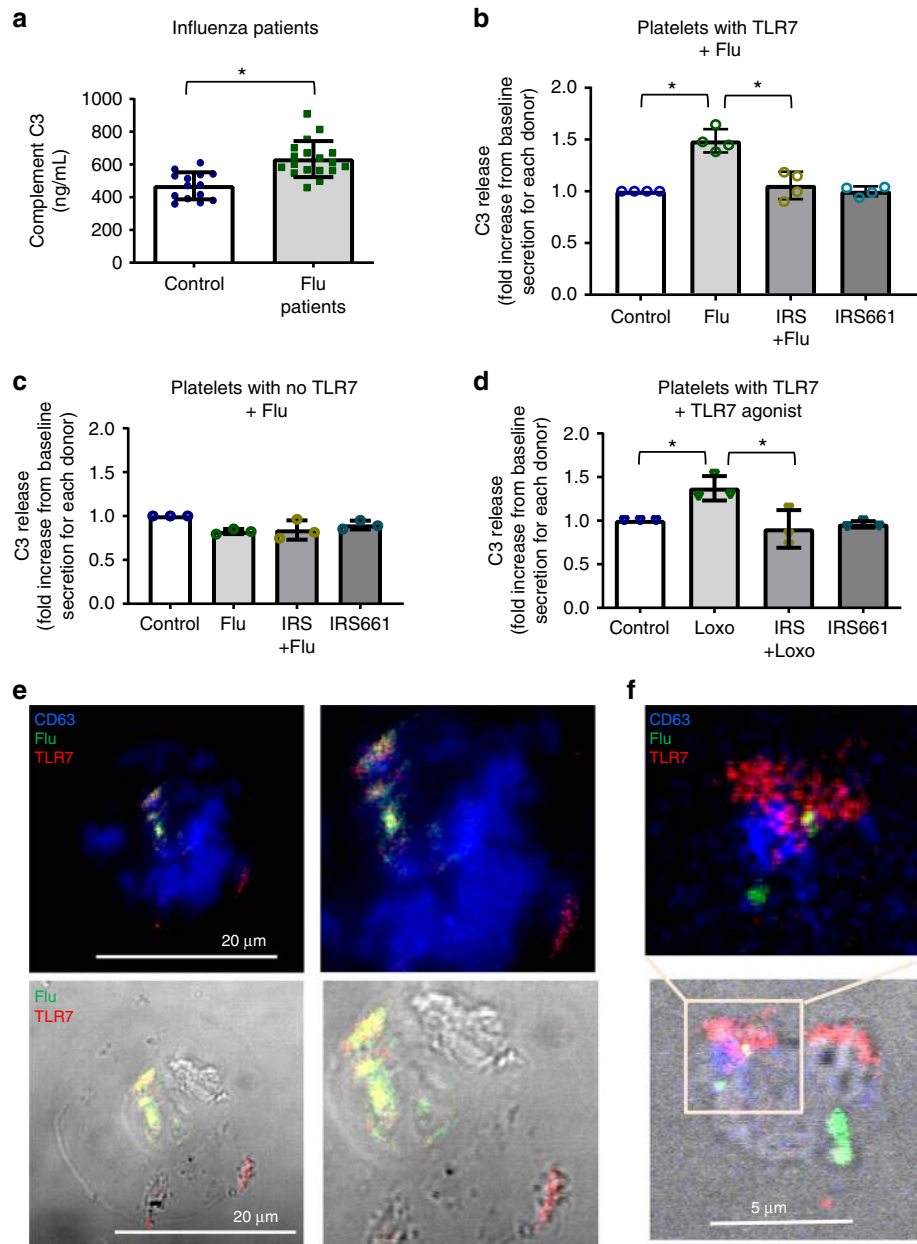 a
Influenza patients
*
Complement C3
(ng/mL)
1000
800
600
400
200
0
Control
Flu
patients
b
Platelets with TLR7
+ Flu
*
*
C3 release
(fold increase from baseline
secretion for each donor)
2.0
1.5
1.0
0.5
0.0
Control
Flu
IRS
+Flu
IRS661
c
Platelets with no TLR7
+ Flu
C3 release
(fold increase from baseline
secretion for each donor)
2.0
1.5
1.0
0.5
0.0
Control
Flu
IRS
+Flu
IRS661
d
Platelets with TLR7
+ TLR7 agonist
*
*
C3 release
(fold increase from baseline
secretion for each donor)
2.0
1.5
1.0
0.5
0.0
Control
Loxo
IRS
+Loxo
IRS661
e
CD63
Flu
TLR7
20 μm
Flu
TLR7
20 μm
f
CD63
Flu
TLR7
5 μm